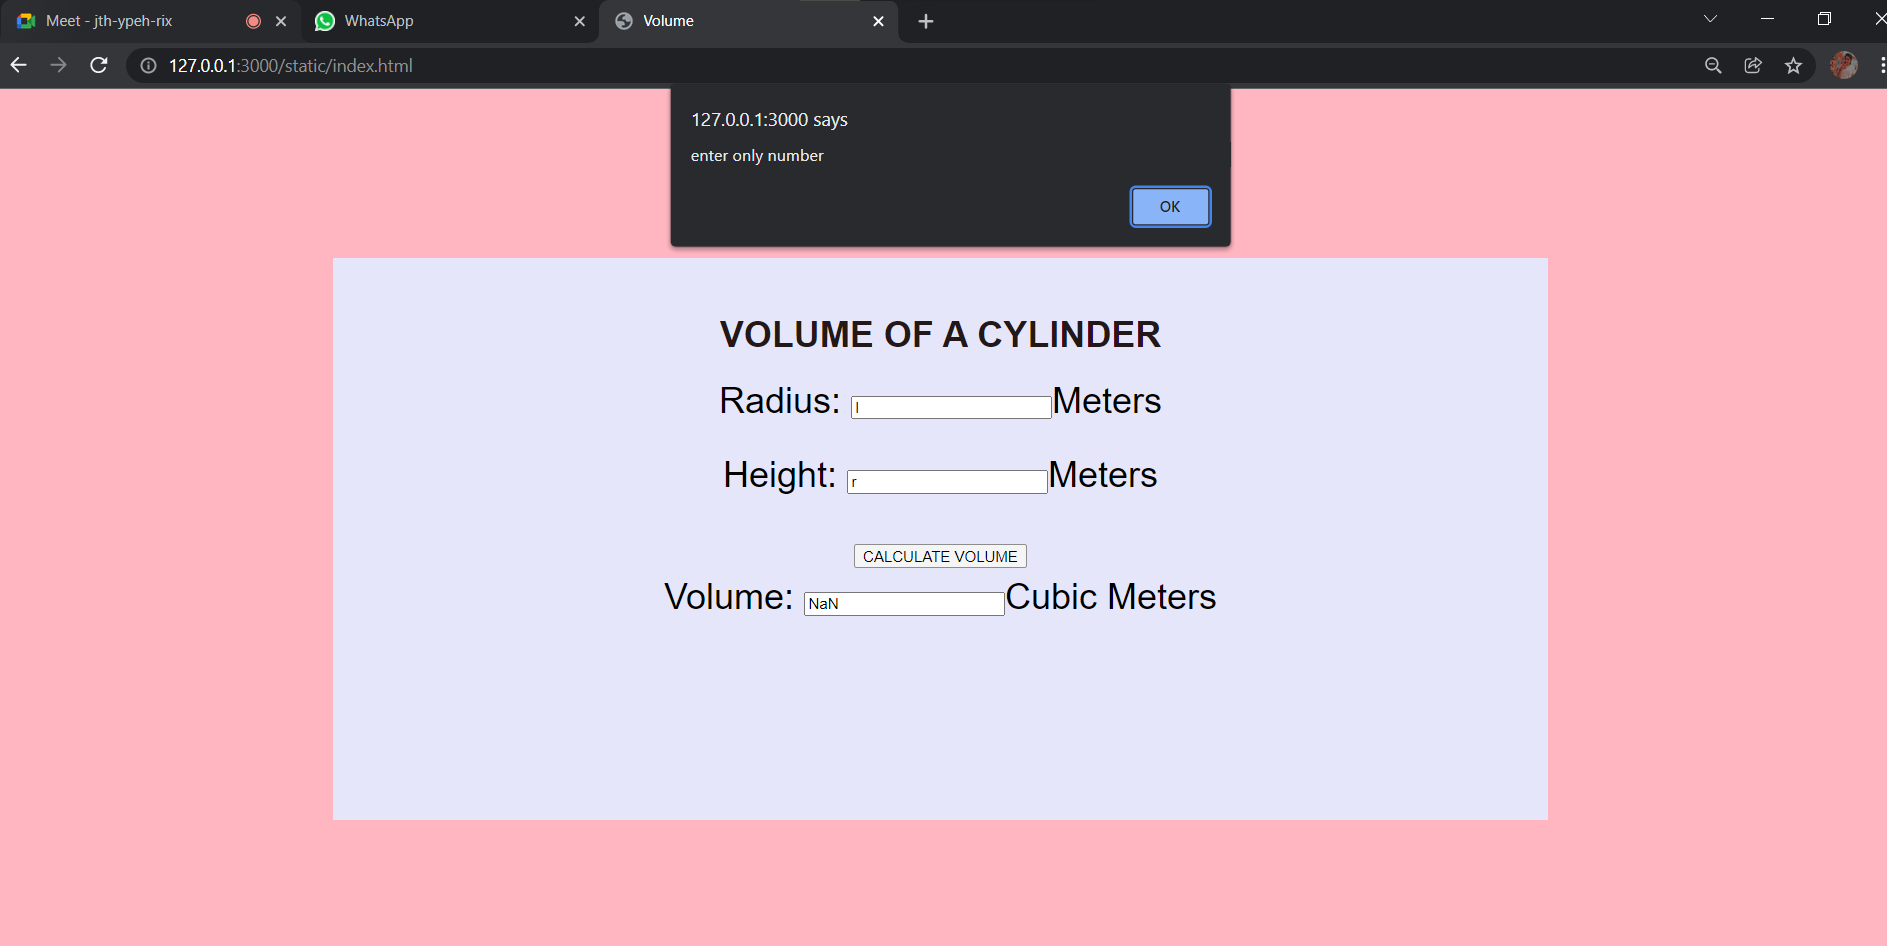 Meet - jth-ypeh-rix
WhatsApp
Volume
127.0.0.1:3000/static/index.html
127.0.0.1:3000 says
enter only number
OK
VOLUME OF A CYLINDER
Radius: l Meters
Height: r Meters
CALCULATE VOLUME
Volume: NaN Cubic Meters